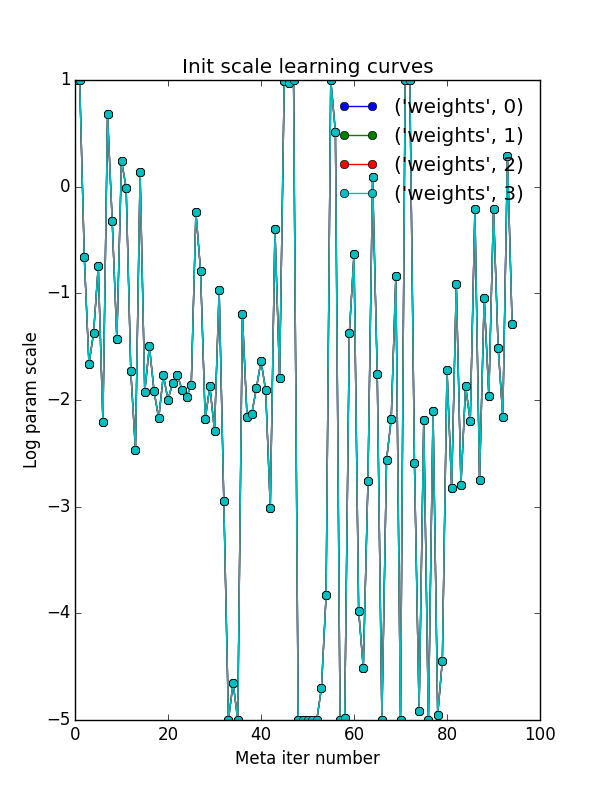 Init scale learning curves
('weights', 0)
('weights', 1)
('weights', 2)
('weights', 3)
Log param scale
1
0
−1
−2
−3
−4
−5
0 20 40 60 80 100
Meta iter number